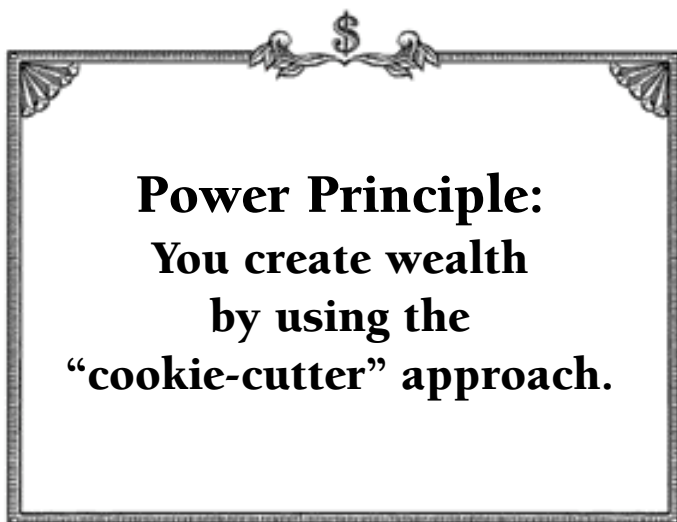 $
Power Principle:
You create wealth
by using the
“cookie-cutter” approach.